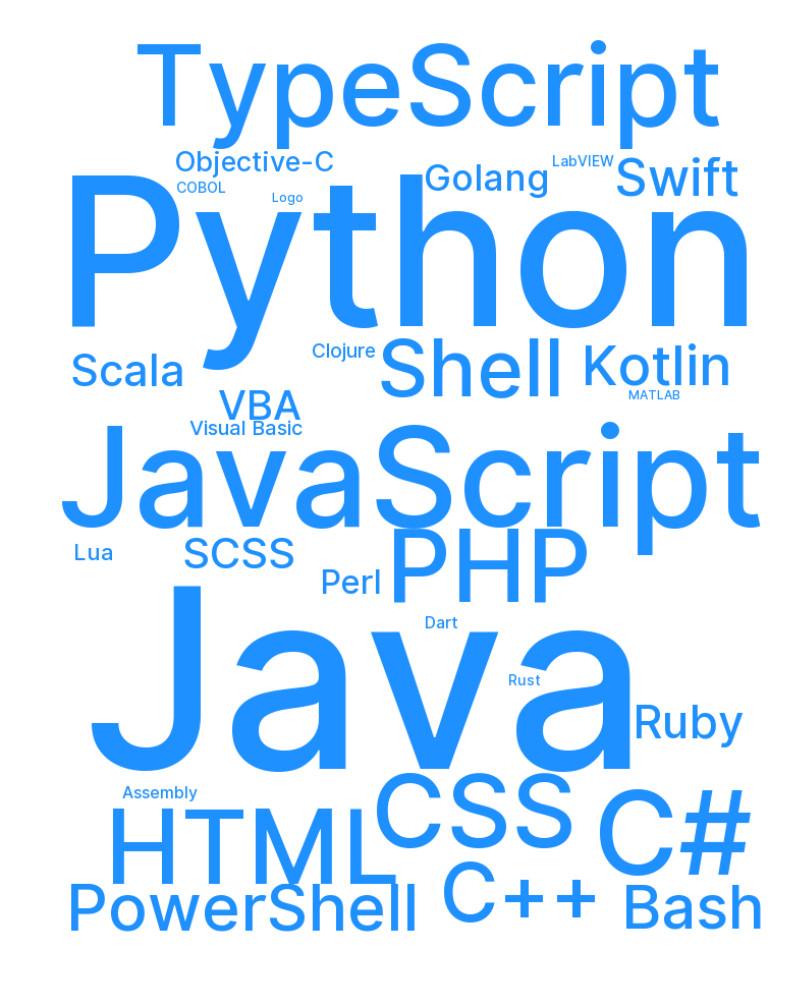 TypeScript
Objective-C
Golang
LabVIEW
Swift
COBOL
Logo
Python
Scala
Clojure
Shell
Kotlin
MATLAB
VBA
Visual Basic
JavaScript
Lua
SCSS
Perl
PHP
Dart
Java
Rust
Ruby
Assembly
HTML
CSS
C#
PowerShell
C++
Bash